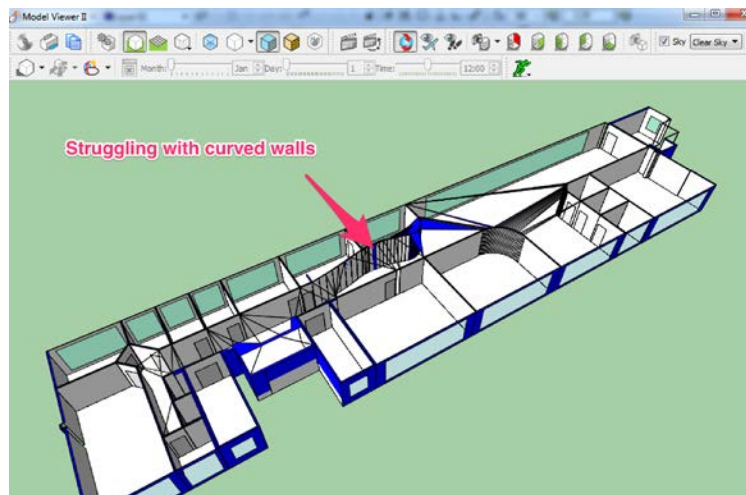 Model Viewer II
Sky
Clear Sky
Month:
Jan
Day:
1
Time:
12:00
Struggling with curved walls